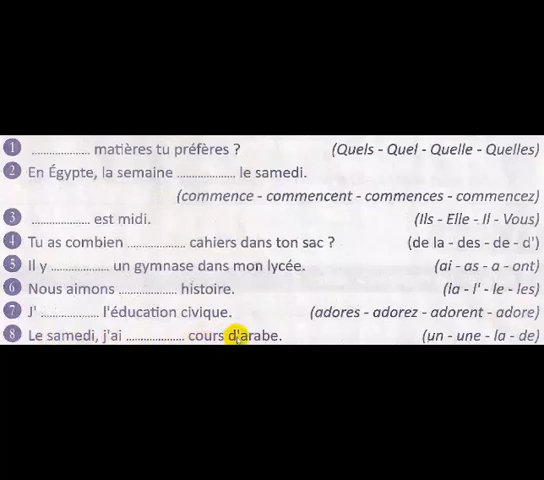 1 .................... matières tu préfères ? (Quels - Quel - Quelle - Quelles)
2 En Égypte, la semaine .................... le samedi.
(commence - commencent - commences - commencez)
3 .................... est midi. (Ils - Elle - Il - Vous)
4 Tu as combien .................... cahiers dans ton sac ? (de la - des - de - d')
5 Il y .................... un gymnase dans mon lycée. (ai - as - a - ont)
6 Nous aimons .................... histoire. (la - l' - le - les)
7 J' .................... l'éducation civique. (adores - adorez - adorent - adore)
8 Le samedi, j'ai .................... cours d'arabe. (un - une - la - de)